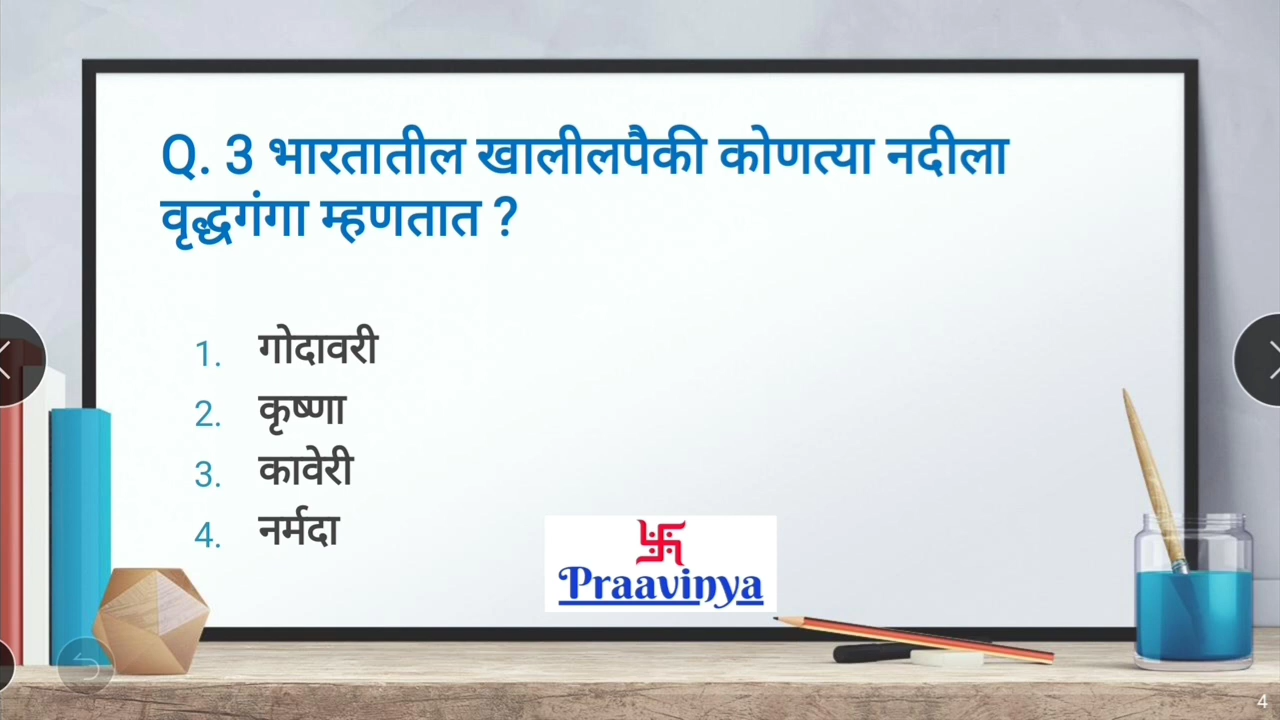 Q. 3 भारतातील खालीलपैकी कोणत्या नदीला
वृद्धगंगा म्हणतात ?
1. गोदावरी
2. कृष्णा
3. कावेरी
4. नर्मदा
Praavinya
4